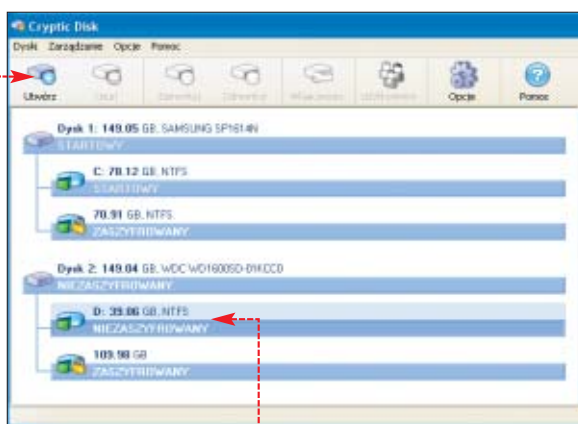 Cryptic Disk
Dyski Zarządzanie Opcje Pomoc
Utwórz Opcje Pomoc
Dysk 1: 149.05 GB, SAMSUNG SP1614N
STARTOWY
C: 78.12 GB, NTFS
STARTOWY
70.91 GB, NTFS
ZASZYFROWANY
Dysk 2: 149.04 GB, WDC WD1600SD-01KCC0
NIEZASZYFROWANY
D: 39.06 GB, NTFS
NIEZASZYFROWANY
109.98 GB
ZASZYFROWANY